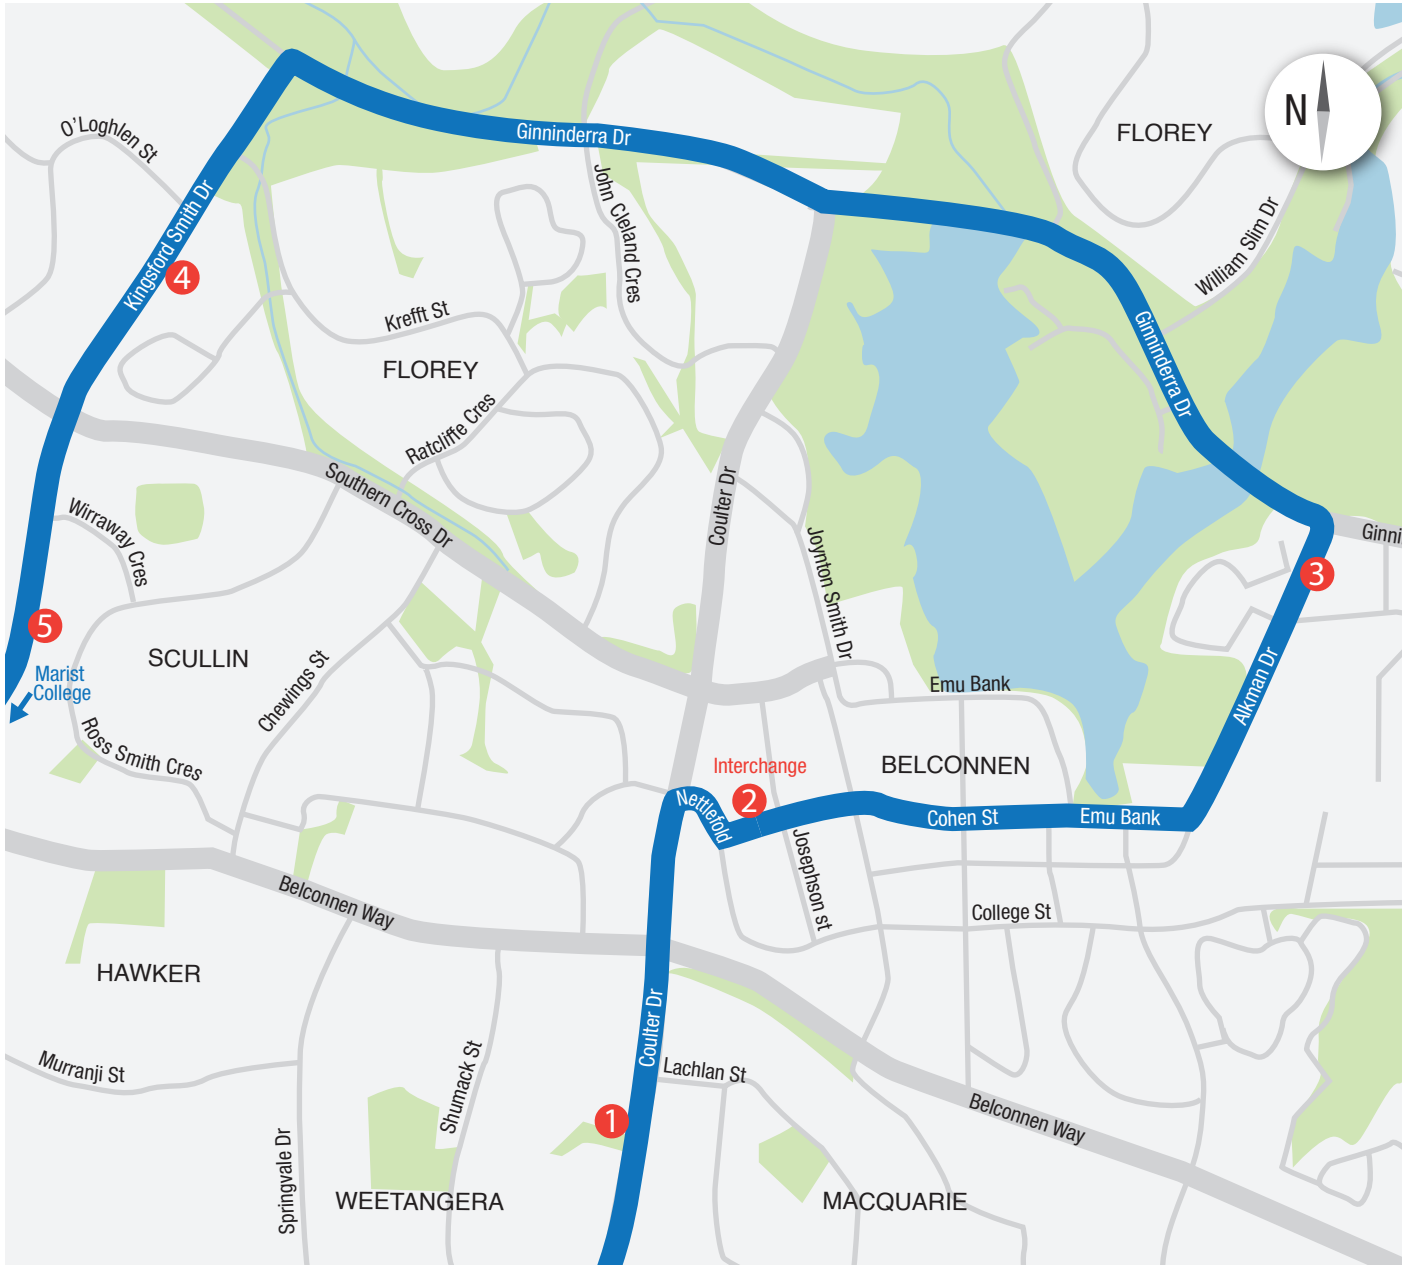 O'Loghlen St
Ginninderra Dr
FLOREY
N
Kingsford Smith Dr
4
John Cleland Cres
William Slim Dr
Krefft St
FLOREY
Ginninderra Dr
Ratcliffe Cres
Southern Cross Dr
Coulter Dr
Wirraway Cres
Joynton Smith Dr
Ginni
3
5
SCULLIN
Marist
College
Chewings St
Emu Bank
Alkman Dr
Ross Smith Cres
Interchange
BELCONNEN
2
Nettlefold
Cohen St
Emu Bank
Josephson st
Belconnen Way
College St
HAWKER
Coulter Dr
Murranji St
Shumack St
Lachlan St
Belconnen Way
1
Springvale Dr
WEETANGERA
MACQUARIE